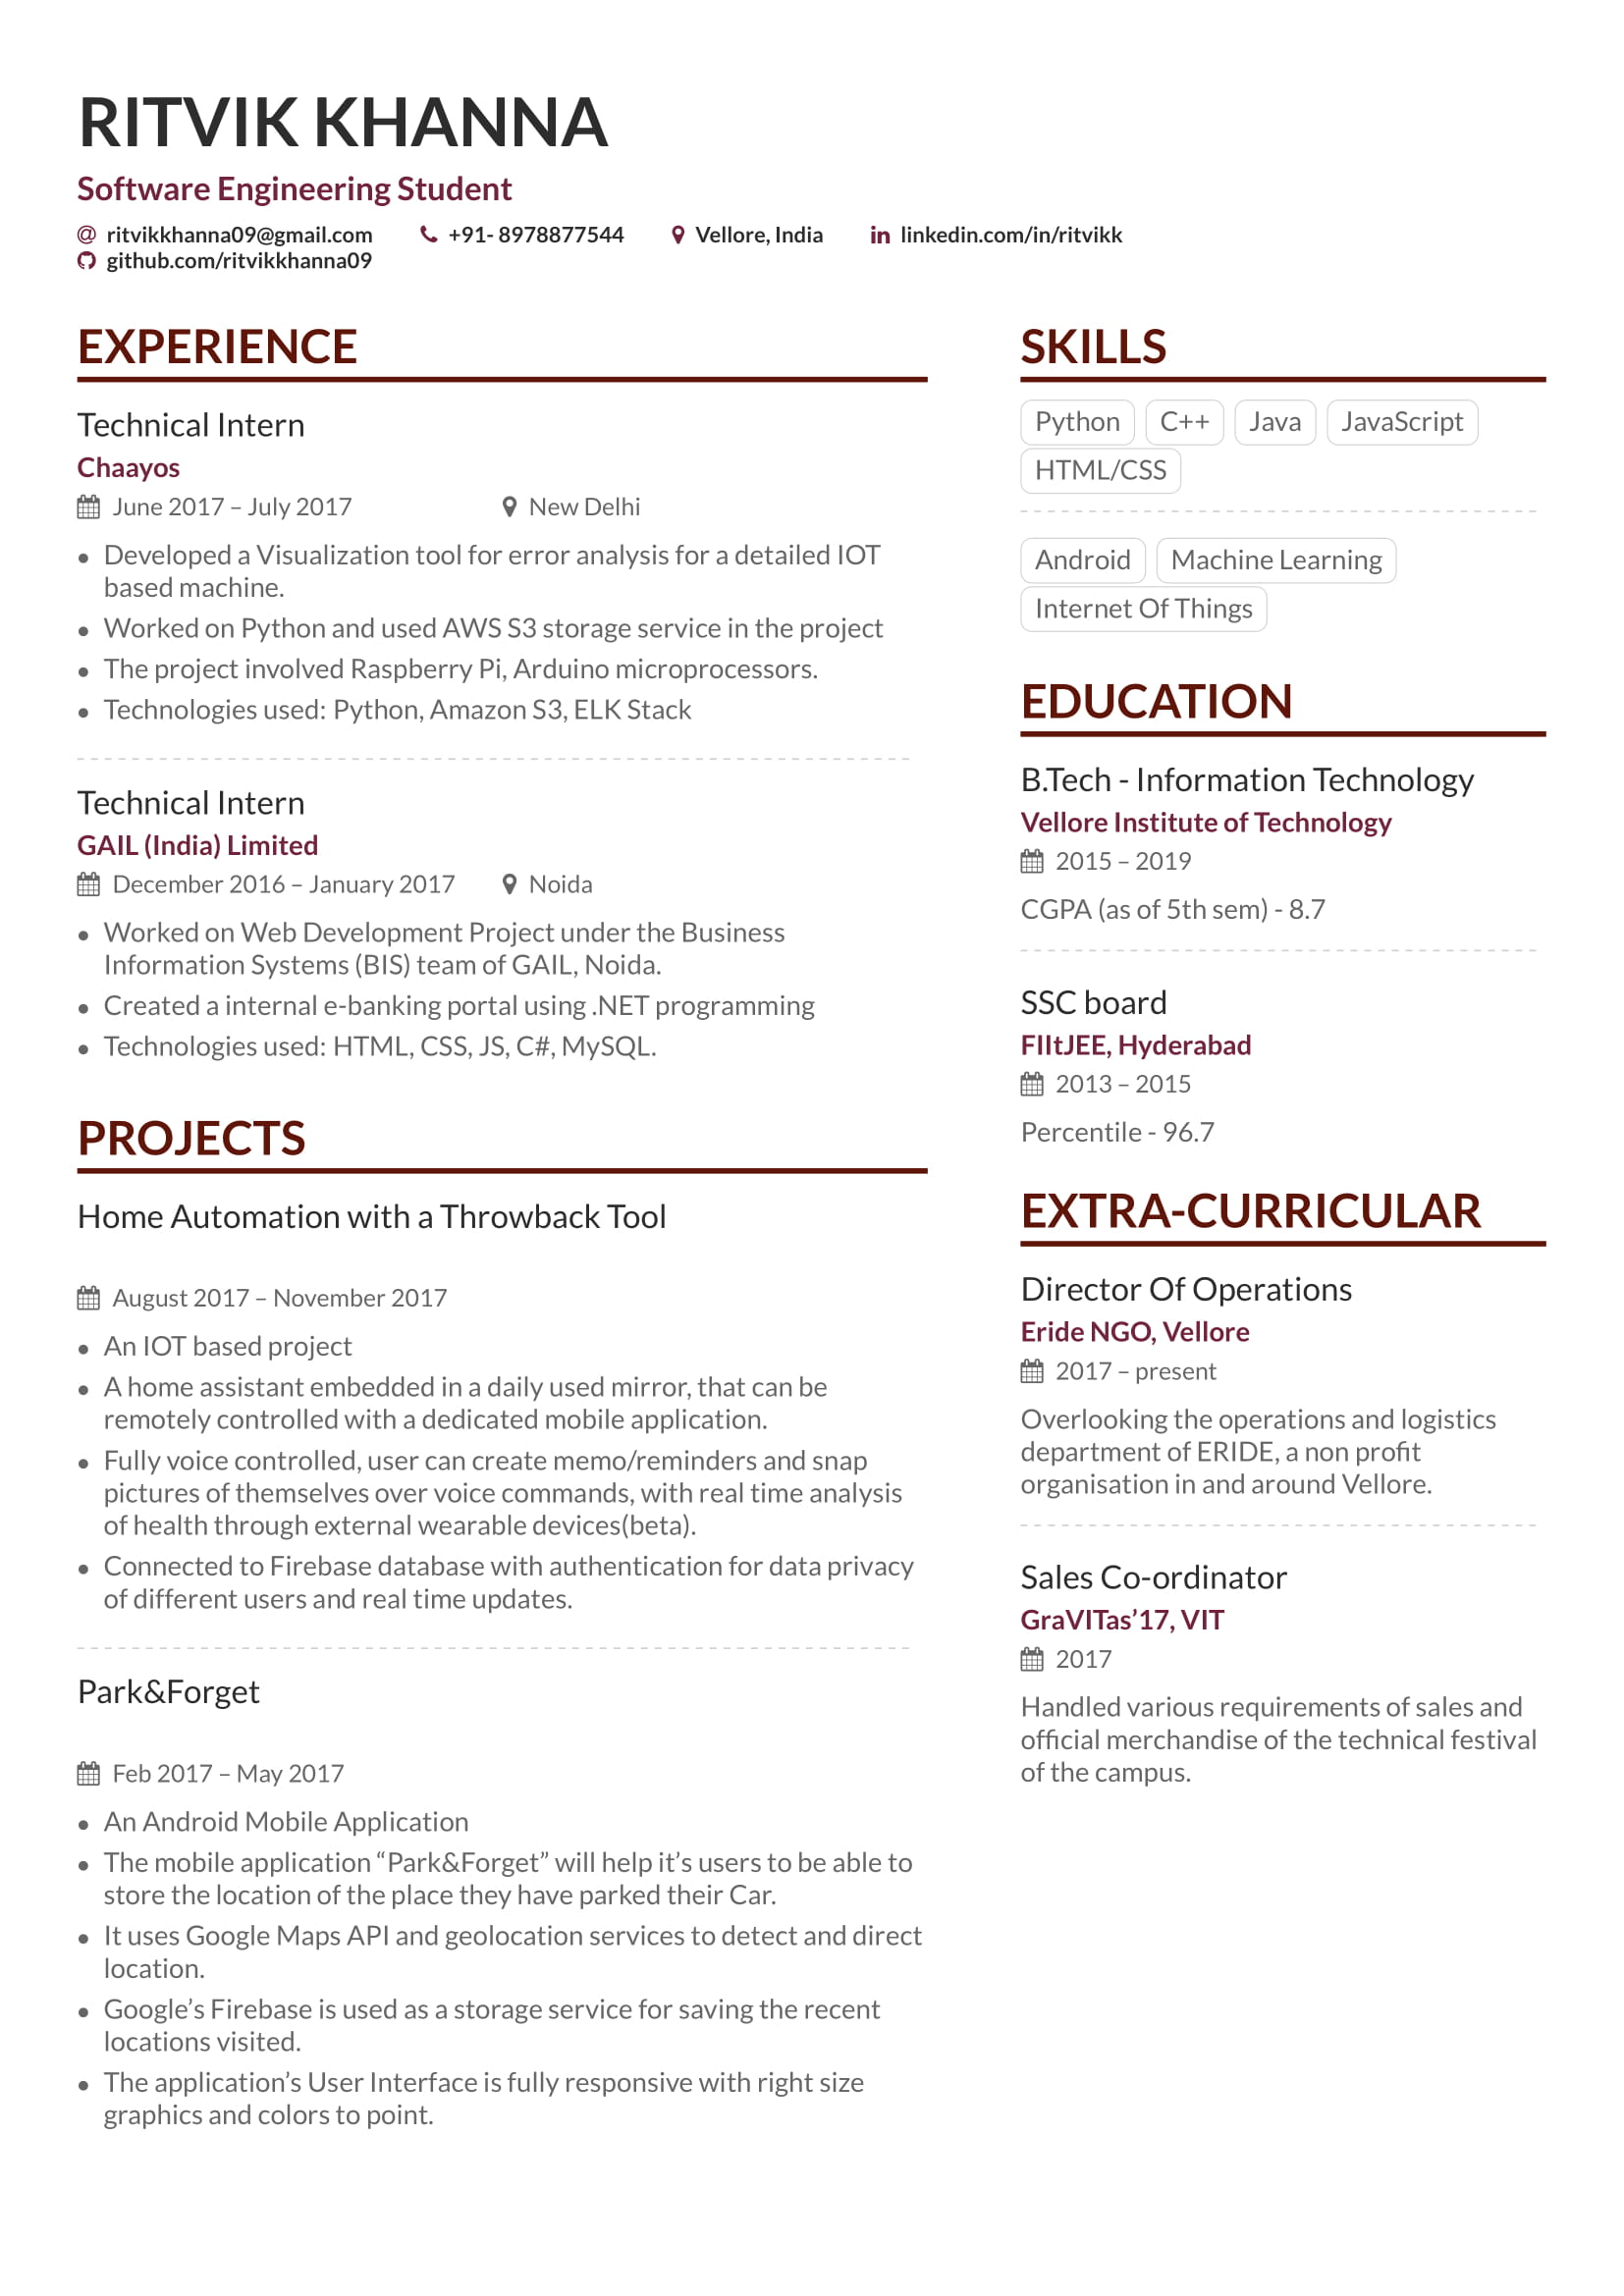 RITVIK KHANNA
Software Engineering Student
ritvikkhanna09@gmail.com +91- 8978877544 Vellore, India linkedin.com/in/ritvikk
github.com/ritvikkhanna09
EXPERIENCE
Technical Intern
Chaayos
June 2017 – July 2017 New Delhi
• Developed a Visualization tool for error analysis for a detailed IOT
based machine.
• Worked on Python and used AWS S3 storage service in the project
• The project involved Raspberry Pi, Arduino microprocessors.
• Technologies used: Python, Amazon S3, ELK Stack
Technical Intern
GAIL (India) Limited
December 2016 – January 2017 Noida
• Worked on Web Development Project under the Business
Information Systems (BIS) team of GAIL, Noida.
• Created a internal e-banking portal using .NET programming
• Technologies used: HTML, CSS, JS, C#, MySQL.
PROJECTS
Home Automation with a Throwback Tool
August 2017 – November 2017
• An IOT based project
• A home assistant embedded in a daily used mirror, that can be
remotely controlled with a dedicated mobile application.
• Fully voice controlled, user can create memo/reminders and snap
pictures of themselves over voice commands, with real time analysis
of health through external wearable devices(beta).
• Connected to Firebase database with authentication for data privacy
of different users and real time updates.
Park&Forget
Feb 2017 – May 2017
• An Android Mobile Application
• The mobile application “Park&Forget” will help it’s users to be able to
store the location of the place they have parked their Car.
• It uses Google Maps API and geolocation services to detect and direct
location.
• Google’s Firebase is used as a storage service for saving the recent
locations visited.
• The application’s User Interface is fully responsive with right size
graphics and colors to point.
SKILLS
Python C++ Java JavaScript
HTML/CSS
Android Machine Learning
Internet Of Things
EDUCATION
B.Tech - Information Technology
Vellore Institute of Technology
2015 – 2019
CGPA (as of 5th sem) - 8.7
SSC board
FIItJEE, Hyderabad
2013 – 2015
Percentile - 96.7
EXTRA-CURRICULAR
Director Of Operations
Eride NGO, Vellore
2017 – present
Overlooking the operations and logistics
department of ERIDE, a non profit
organisation in and around Vellore.
Sales Co-ordinator
GraVITas’17, VIT
2017
Handled various requirements of sales and
official merchandise of the technical festival
of the campus.